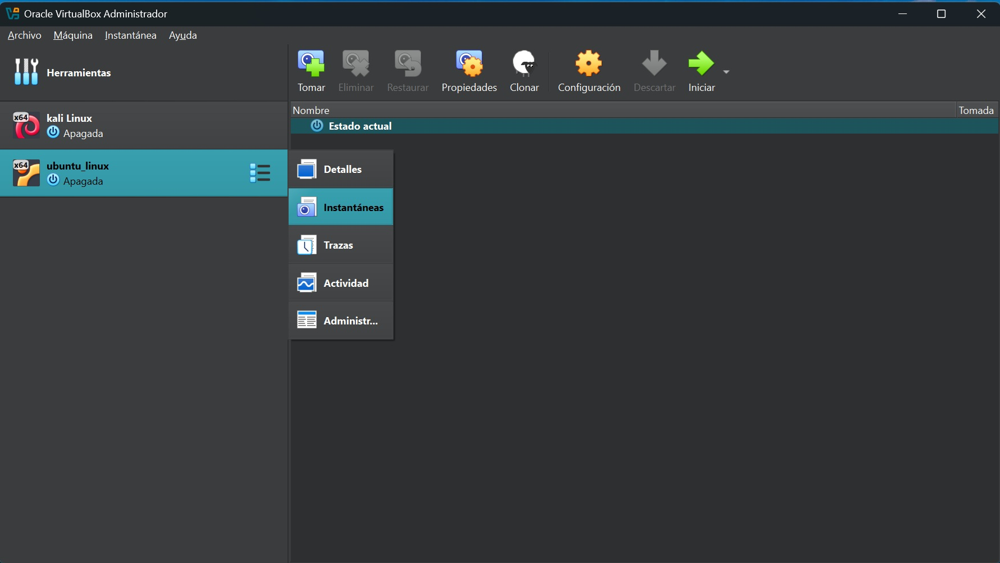 Oracle VirtualBox Administrador
Archivo Máquina Instantánea Ayuda
Herramientas
Tomar Eliminar Restaurar Propiedades Clonar Configuración Descartar Iniciar
x64 kali Linux
Apagada
x64 ubuntu_linux
Apagada
Nombre Tomada
Estado actual
Detalles
Instantáneas
Trazas
Actividad
Administr...